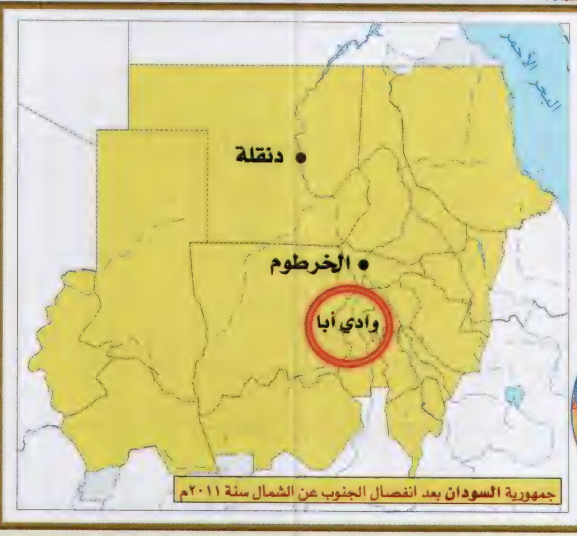 البحر الأحمر
دنقلة
الخرطوم
وادي أبا
جمهورية السودان بعد انفصال الجنوب عن الشمال سنة ٢٠١١م